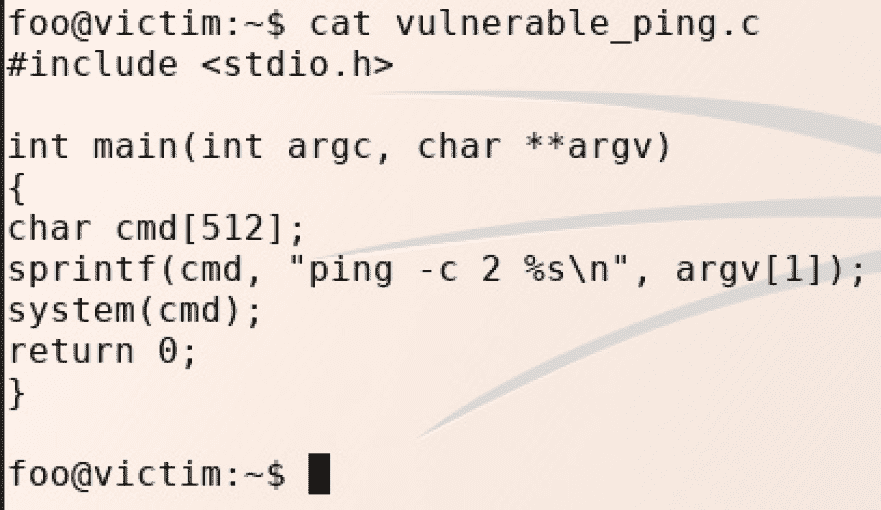 foo@victim:~$ cat vulnerable_ping.c
#include <stdio.h>
int main(int argc, char **argv)
{
char cmd[512];
sprintf(cmd, "ping -c 2 %s\n", argv[1]);
system(cmd);
return 0;
}
foo@victim:~$